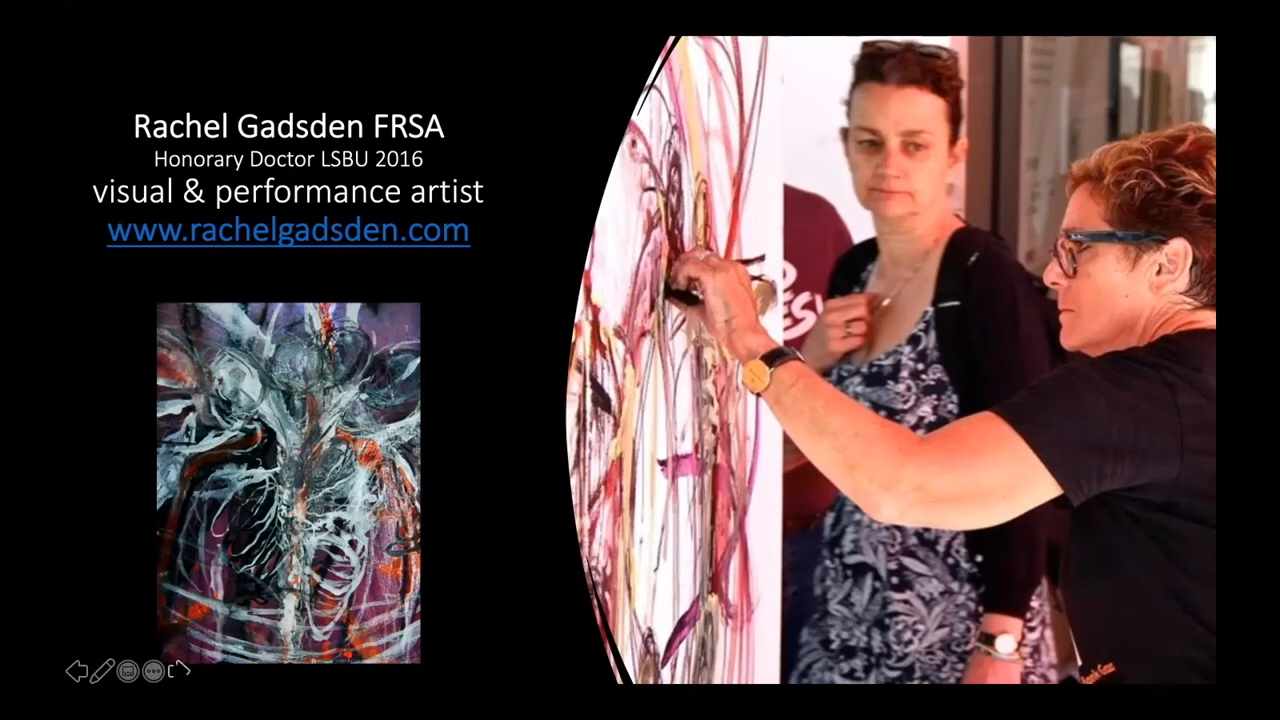 Rachel Gadsden FRSA
Honorary Doctor LSBU 2016
visual & performance artist
www.rachelgadsden.com